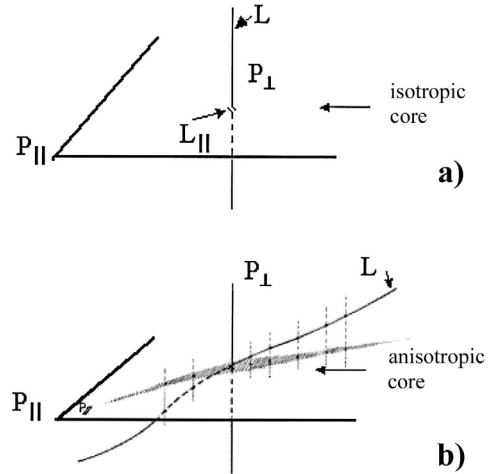 L
P⊥
isotropic
core
L||
P||
a)
P⊥
L
anisotropic
core
P||
P//
b)